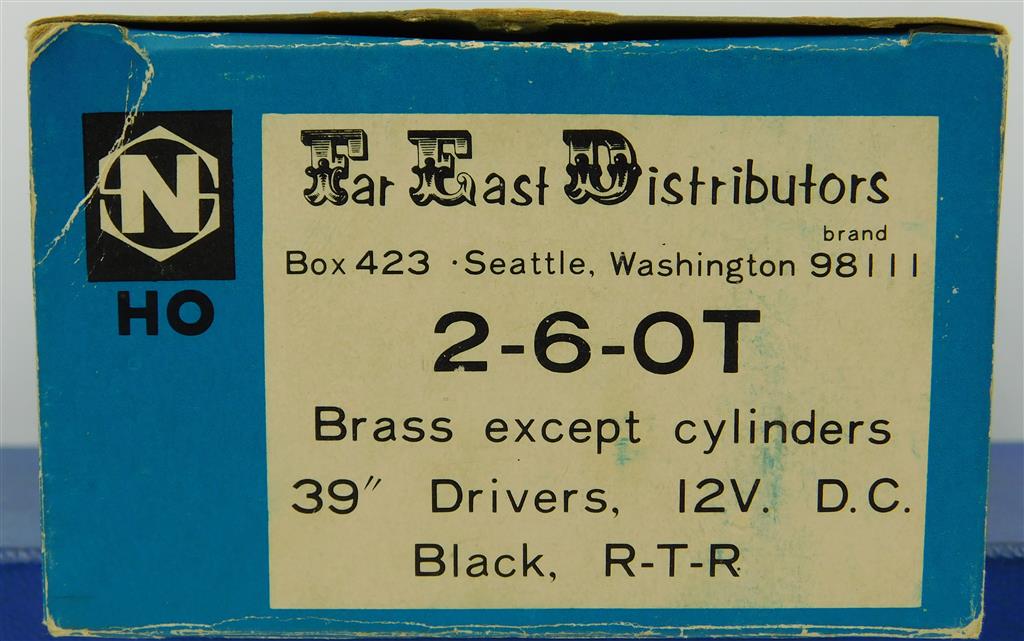 N
HO
Far East Distributors
brand
Box 423 · Seattle, Washington 98111
2-6-OT
Brass except cylinders
39" Drivers, 12V. D.C.
Black, R-T-R